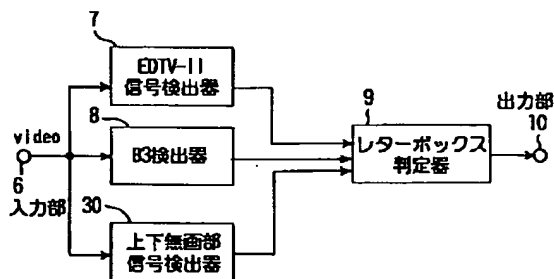 7
EDTV-II
信号検出器
video
6
入力部
8
B3検出器
30
上下無画部
信号検出器
9
レターボックス
判定器
出力部
10